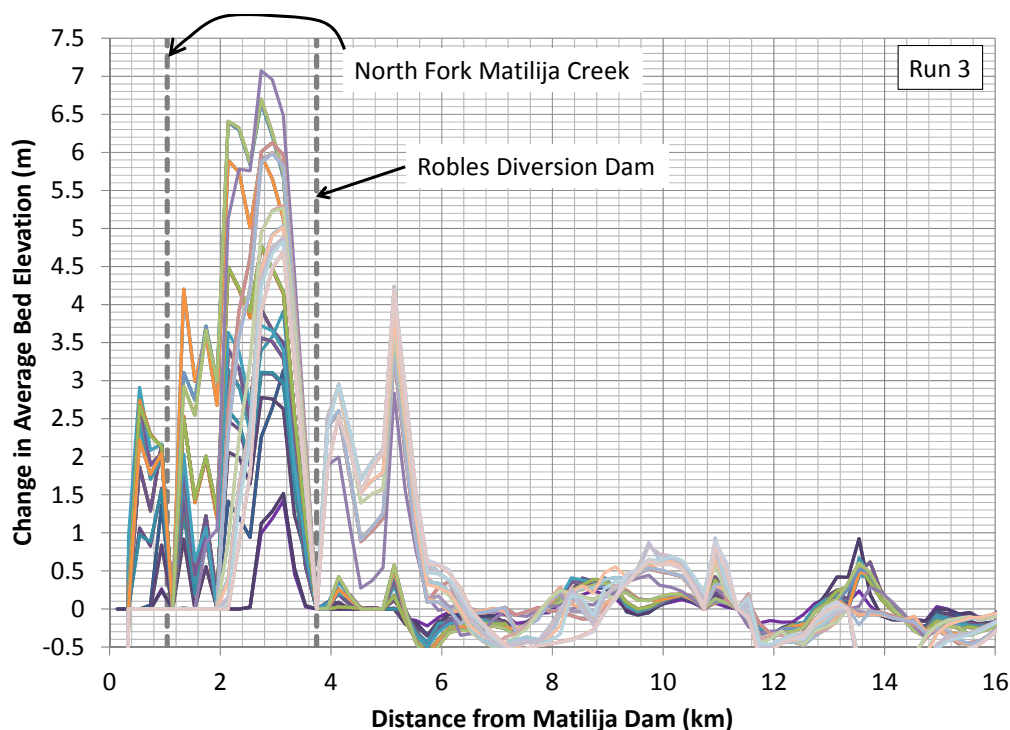 7.5
7
6.5
6
5.5
5
4.5
4
3.5
3
2.5
2
1.5
1
0.5
0
-0.5
Change in Average Bed Elevation (m)
North Fork Matilija Creek
Run 3
Robles Diversion Dam
0 2 4 6 8 10 12 14 16
Distance from Matilija Dam (km)